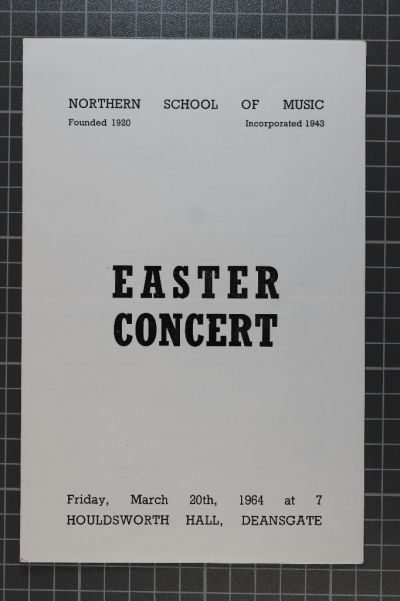 NORTHERN SCHOOL OF MUSIC
Founded 1920 Incorporated 1943
EASTER
CONCERT
Friday, March 20th, 1964 at 7
HOULDSWORTH HALL, DEANSGATE